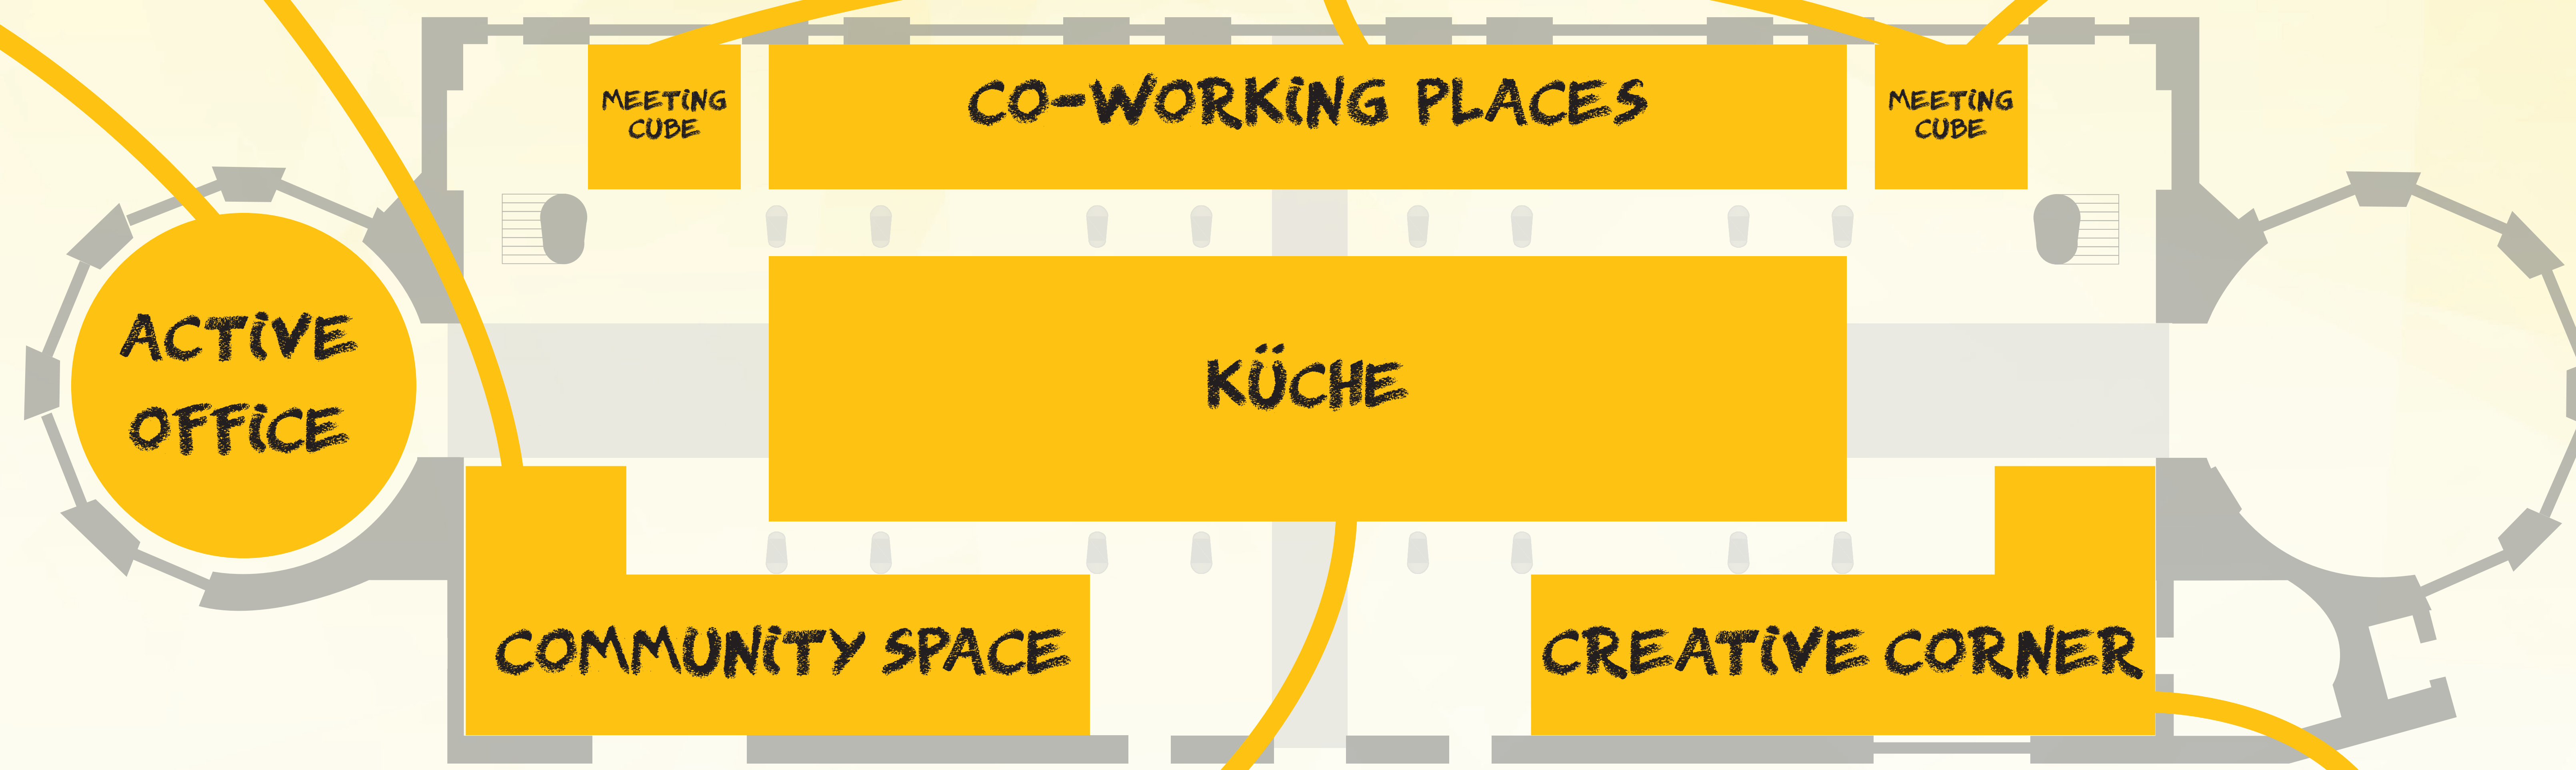 MEETING
CUBE
CO-WORKING PLACES
MEETING
CUBE
ACTIVE
OFFICE
KÜCHE
COMMUNITY SPACE
CREATIVE CORNER